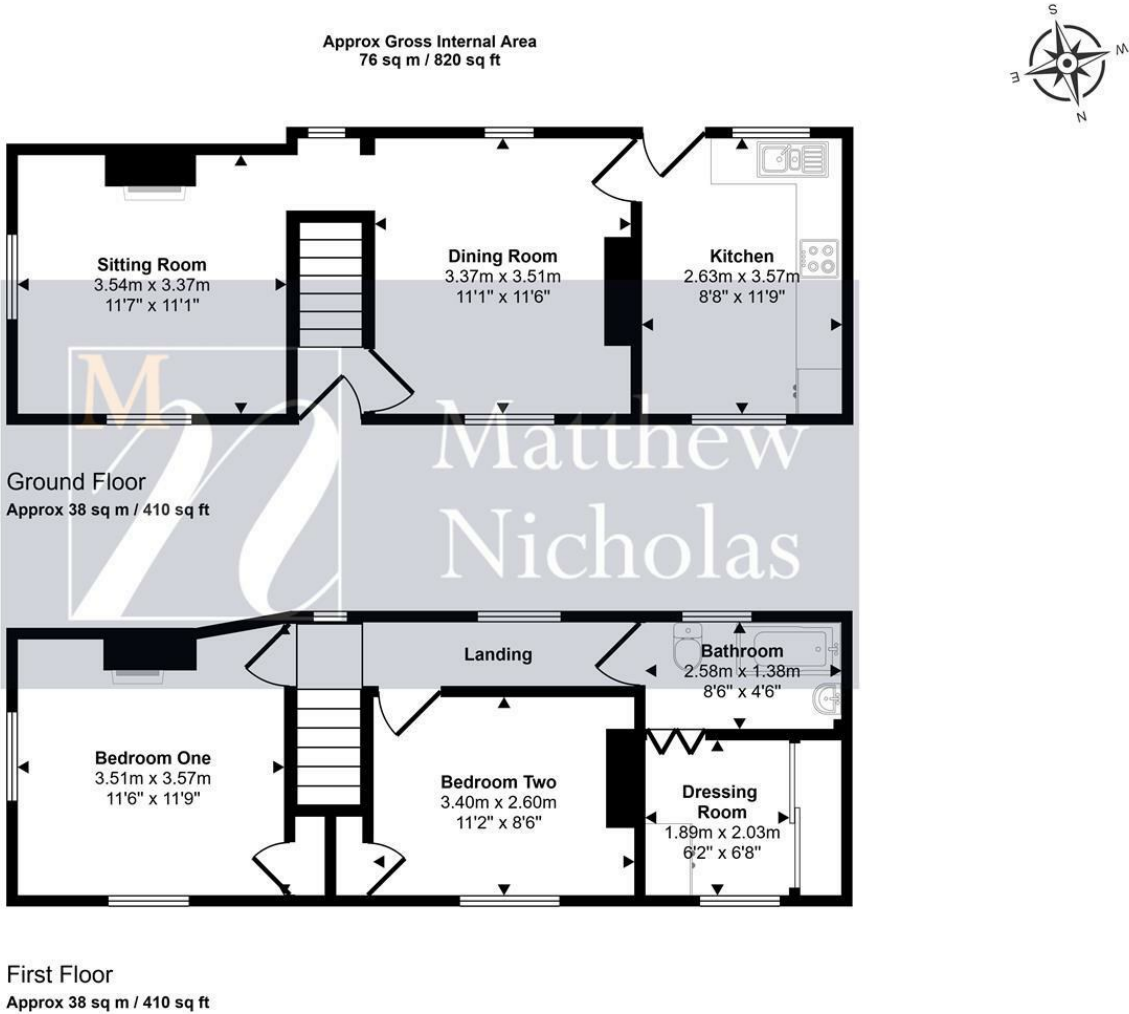 Approx Gross Internal Area
76 sq m / 820 sq ft
S
W
E
N
Sitting Room
3.54m x 3.37m
11'7" x 11'1"
Dining Room
3.37m x 3.51m
11'1" x 11'6"
Kitchen
2.63m x 3.57m
8'8" x 11'9"
M
n
Matthew
Nicholas
Ground Floor
Approx 38 sq m / 410 sq ft
Landing
Bathroom
2.58m x 1.38m
8'6" x 4'6"
Bedroom One
3.51m x 3.57m
11'6" x 11'9"
Bedroom Two
3.40m x 2.60m
11'2" x 8'6"
Dressing
Room
1.89m x 2.03m
6'2" x 6'8"
First Floor
Approx 38 sq m / 410 sq ft